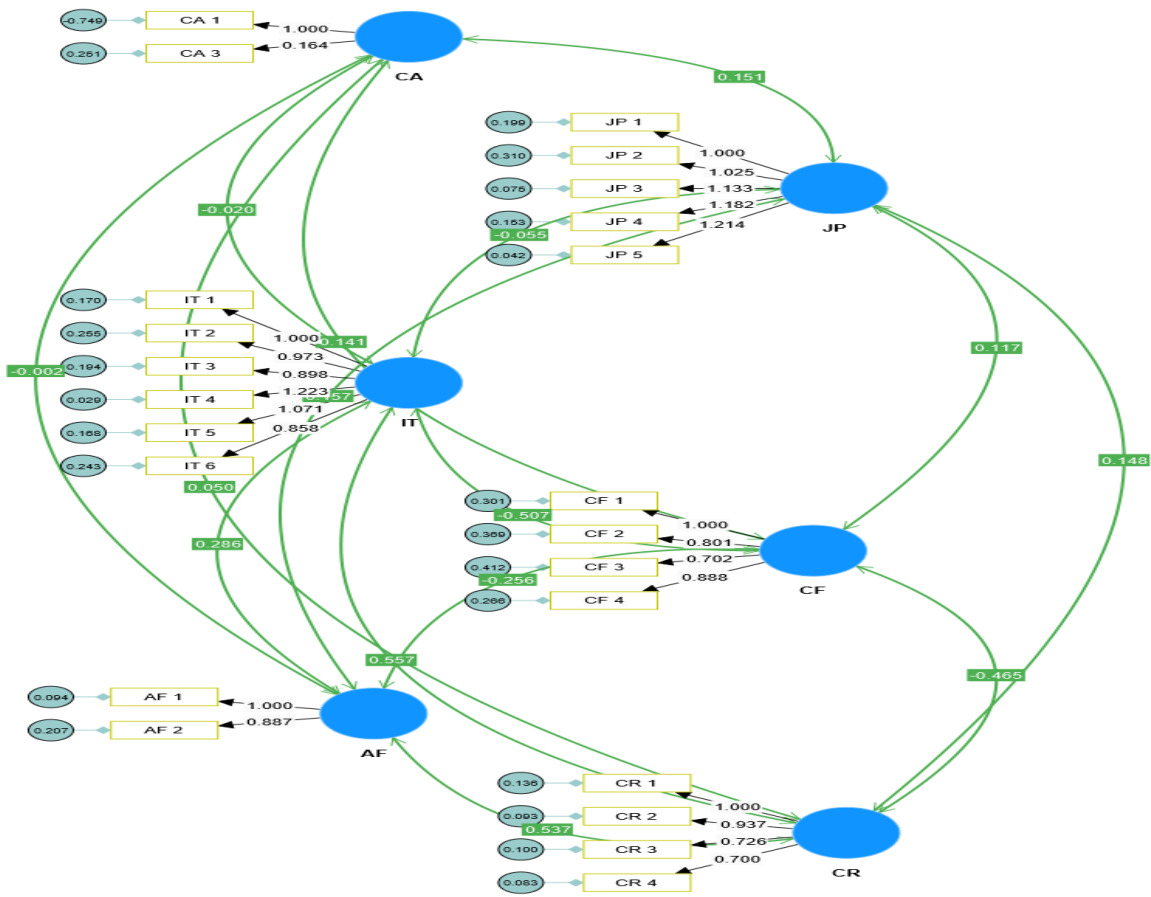 -0.749 CA 1 1.000
0.251 CA 3 0.164
CA
0.151
0.199 JP 1 1.000
0.310 JP 2 1.025
0.075 JP 3 1.133
0.153 JP 4 1.182
0.042 JP 5 1.214
JP
-0.020
-0.055
0.170 IT 1 1.000
0.255 IT 2 0.973
0.194 IT 3 0.898
0.029 IT 4 1.223
0.168 IT 5 1.071
0.243 IT 6 0.858
IT
0.141
0.117
-0.002
0.148
0.050
0.301 CF 1 1.000
0.369 CF 2 0.801
0.412 CF 3 0.702
0.266 CF 4 0.888
CF
-0.507
0.286
-0.256
0.557
-0.465
0.094 AF 1 1.000
0.207 AF 2 0.887
AF
0.136 CR 1 1.000
0.093 CR 2 0.937
0.537
0.100 CR 3 0.726
0.083 CR 4 0.700
CR